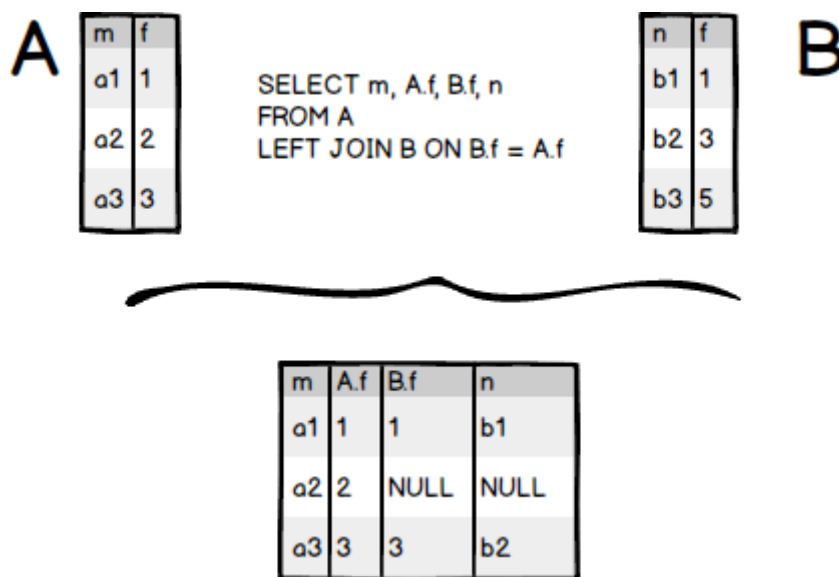 A
m f
a1 1
a2 2
a3 3
SELECT m, A.f, B.f, n
FROM A
LEFT JOIN B ON B.f = A.f
n f
b1 1
b2 3
b3 5
B
m A.f B.f n
a1 1 1 b1
a2 2 NULL NULL
a3 3 3 b2